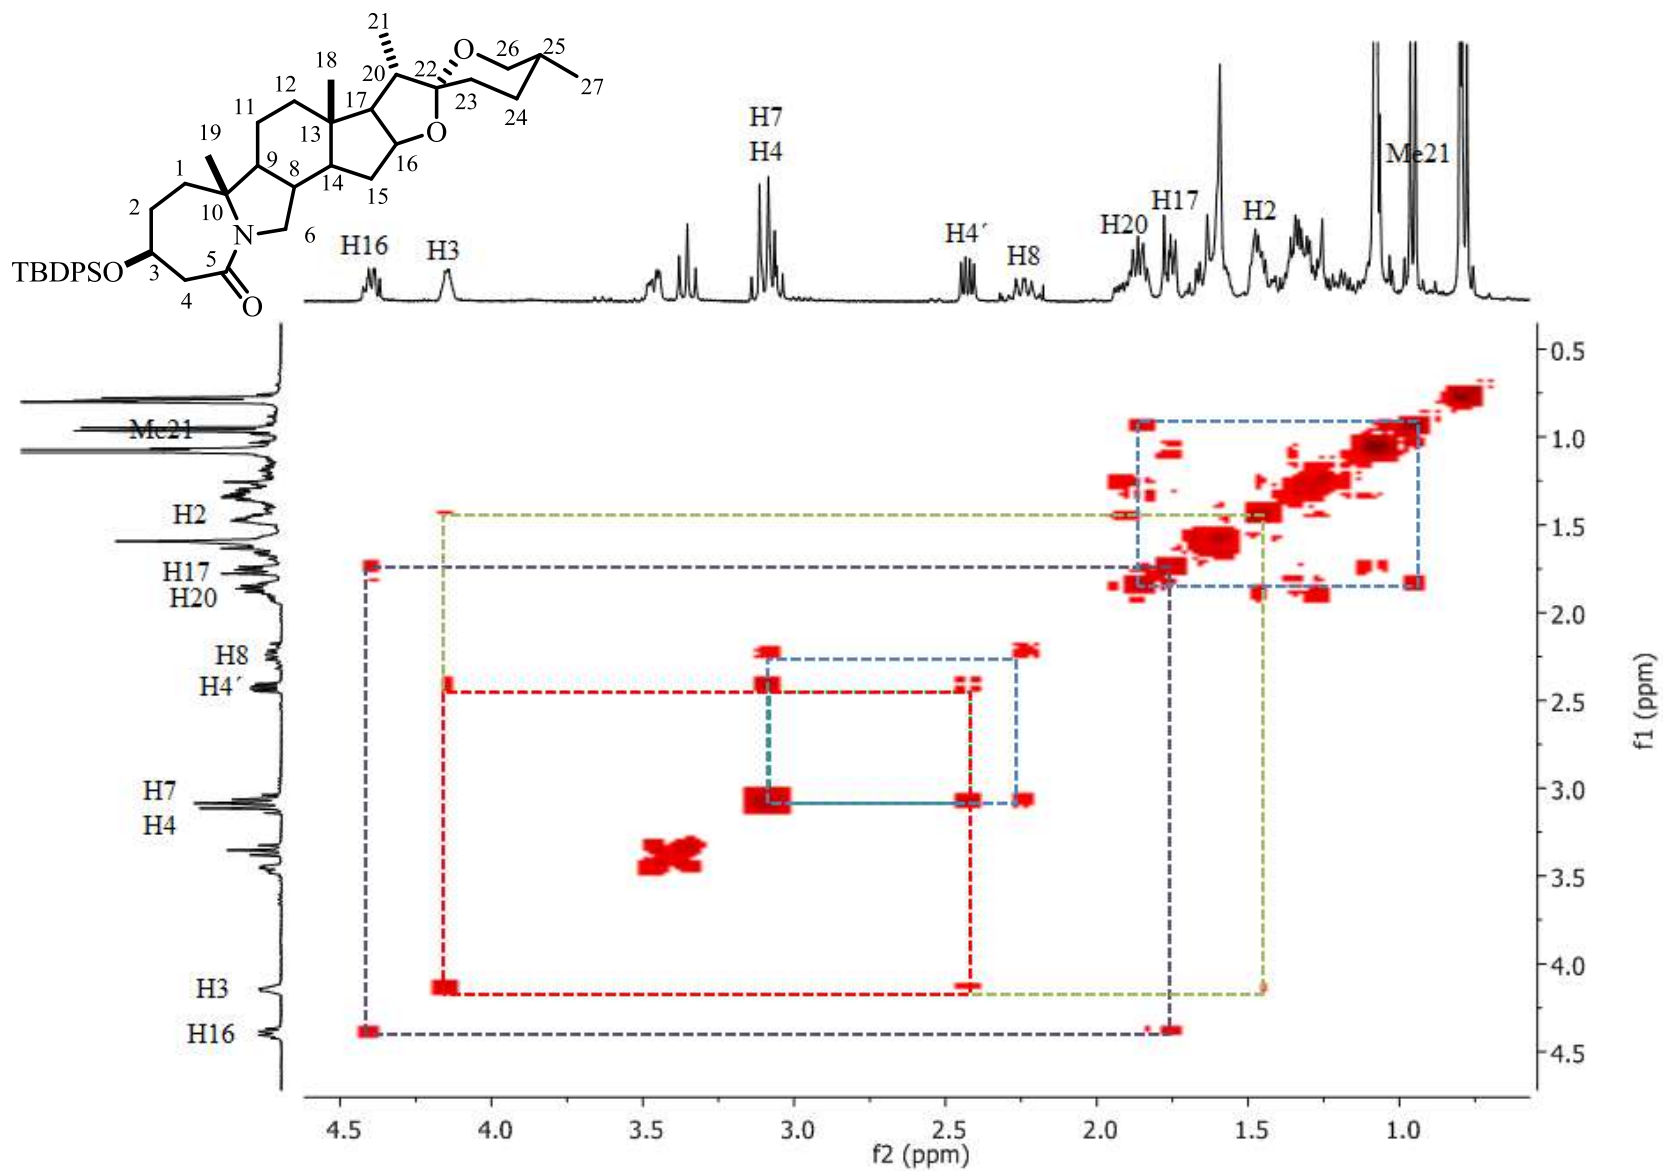 21
18
20
22
O
26
25
27
12
17
23
24
11
13
O
16
19
9
8
14
15
1
2
10
N
6
TBDPSO
3
5
4
O
H16
H3
H7
H4
H4´
H8
H20
H17
H2
Me21
Me21
H2
H17
H20
H8
H4´
H7
H4
H3
H16
0.5
1.0
1.5
2.0
2.5
3.0
3.5
4.0
4.5
f1 (ppm)
4.5 4.0 3.5 3.0 2.5 2.0 1.5 1.0
f2 (ppm)